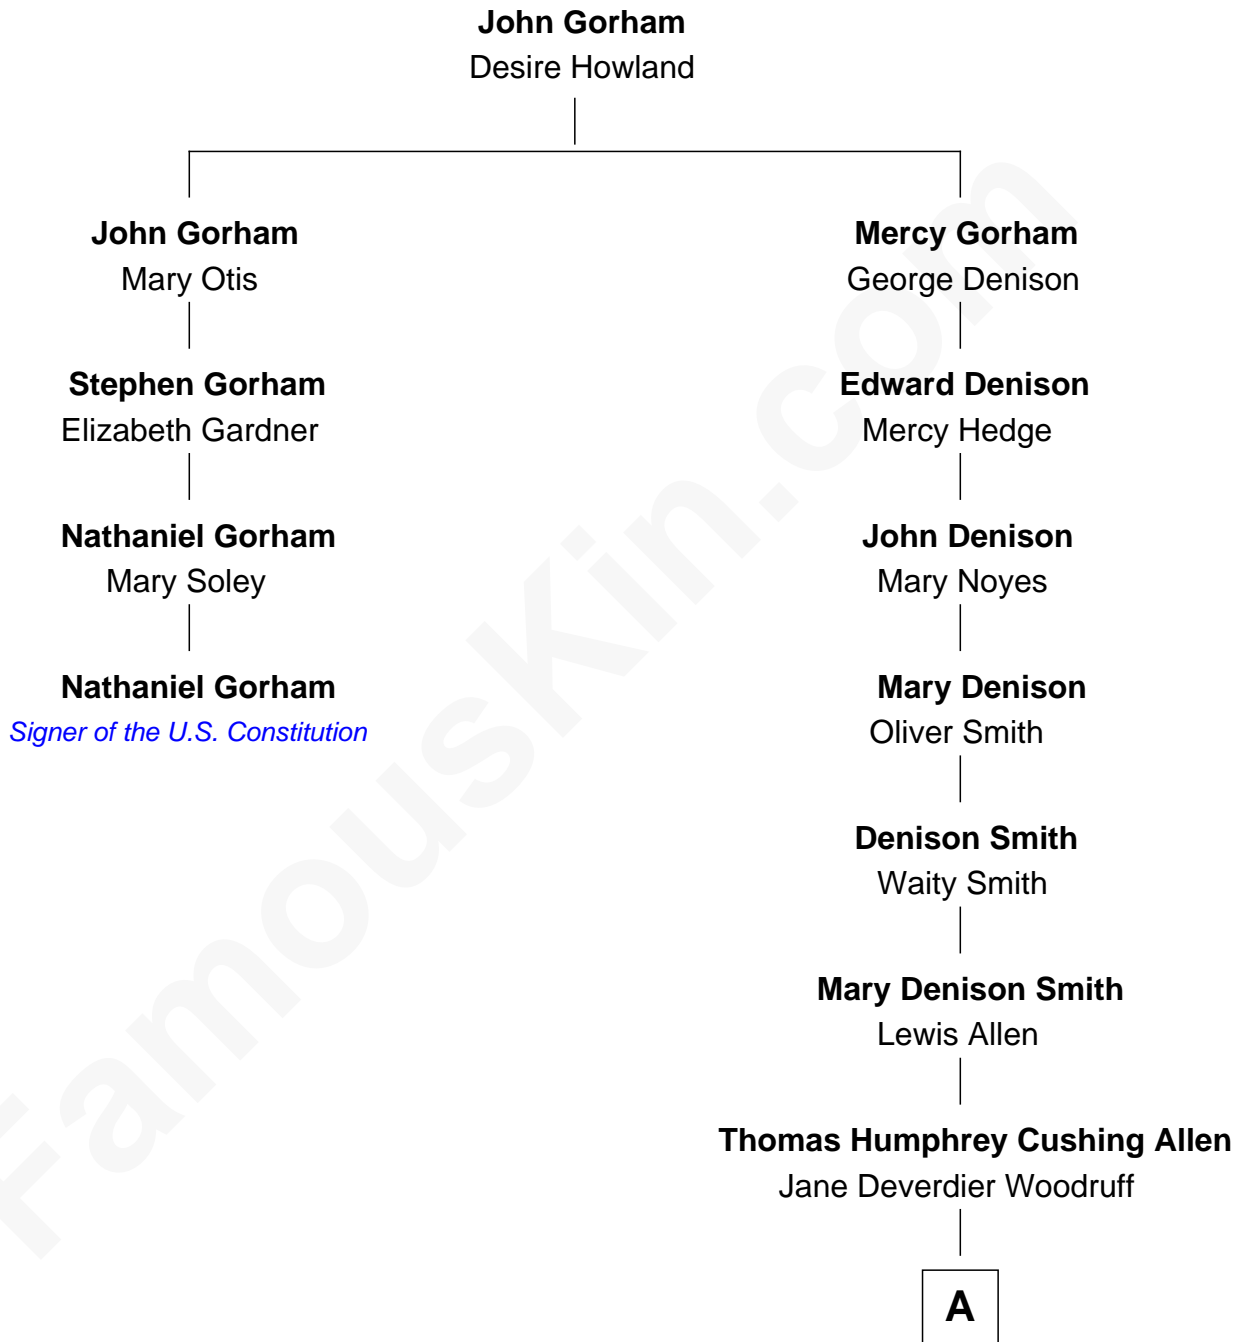 John Gorham
Desire Howland
John Gorham
Mary Otis
Mercy Gorham
George Denison
Stephen Gorham
Elizabeth Gardner
Edward Denison
Mercy Hedge
Nathaniel Gorham
Mary Soley
John Denison
Mary Noyes
Nathaniel Gorham
Signer of the U.S. Constitution
Mary Denison
Oliver Smith
Denison Smith
Waity Smith
Mary Denison Smith
Lewis Allen
Thomas Humphrey Cushing Allen
Jane Deverdier Woodruff
A
FamousKin.com